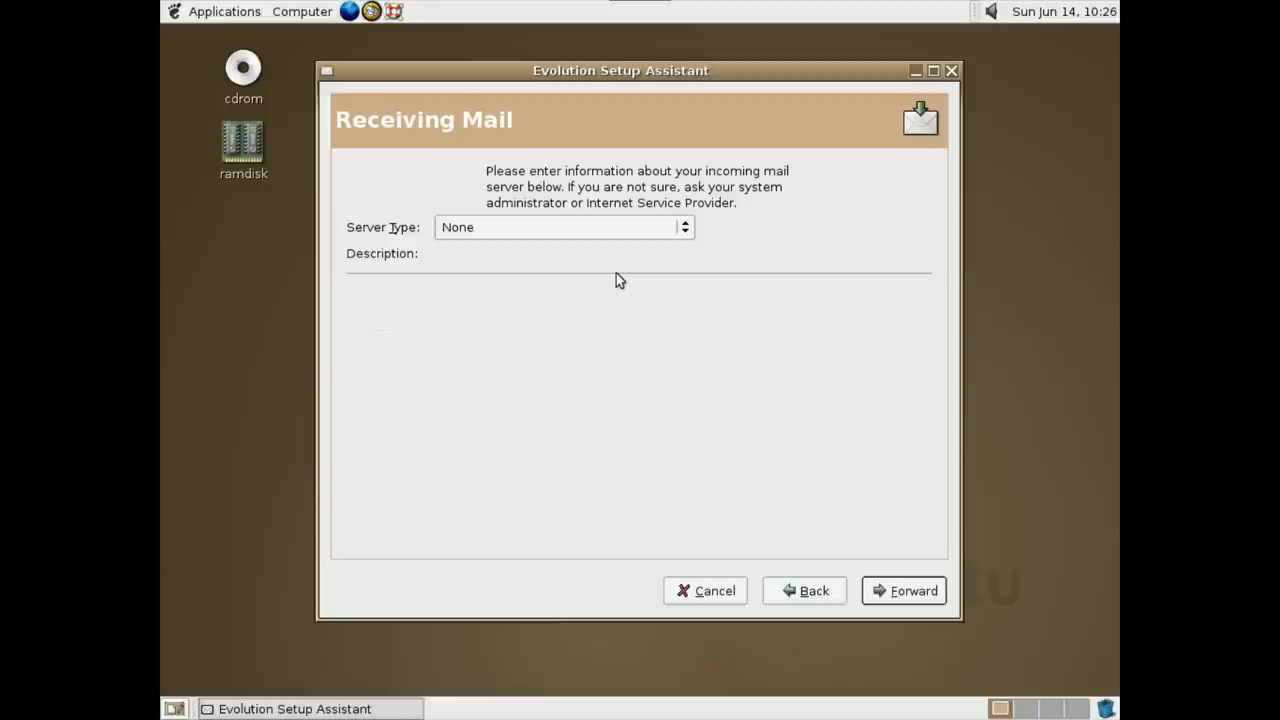 Applications Computer Sun Jun 14, 10:26
cdrom
ramdisk
Evolution Setup Assistant
Receiving Mail
Please enter information about your incoming mail
server below. If you are not sure, ask your system
administrator or Internet Service Provider.
Server Type: None
Description:
Cancel Back Forward
tu
Evolution Setup Assistant